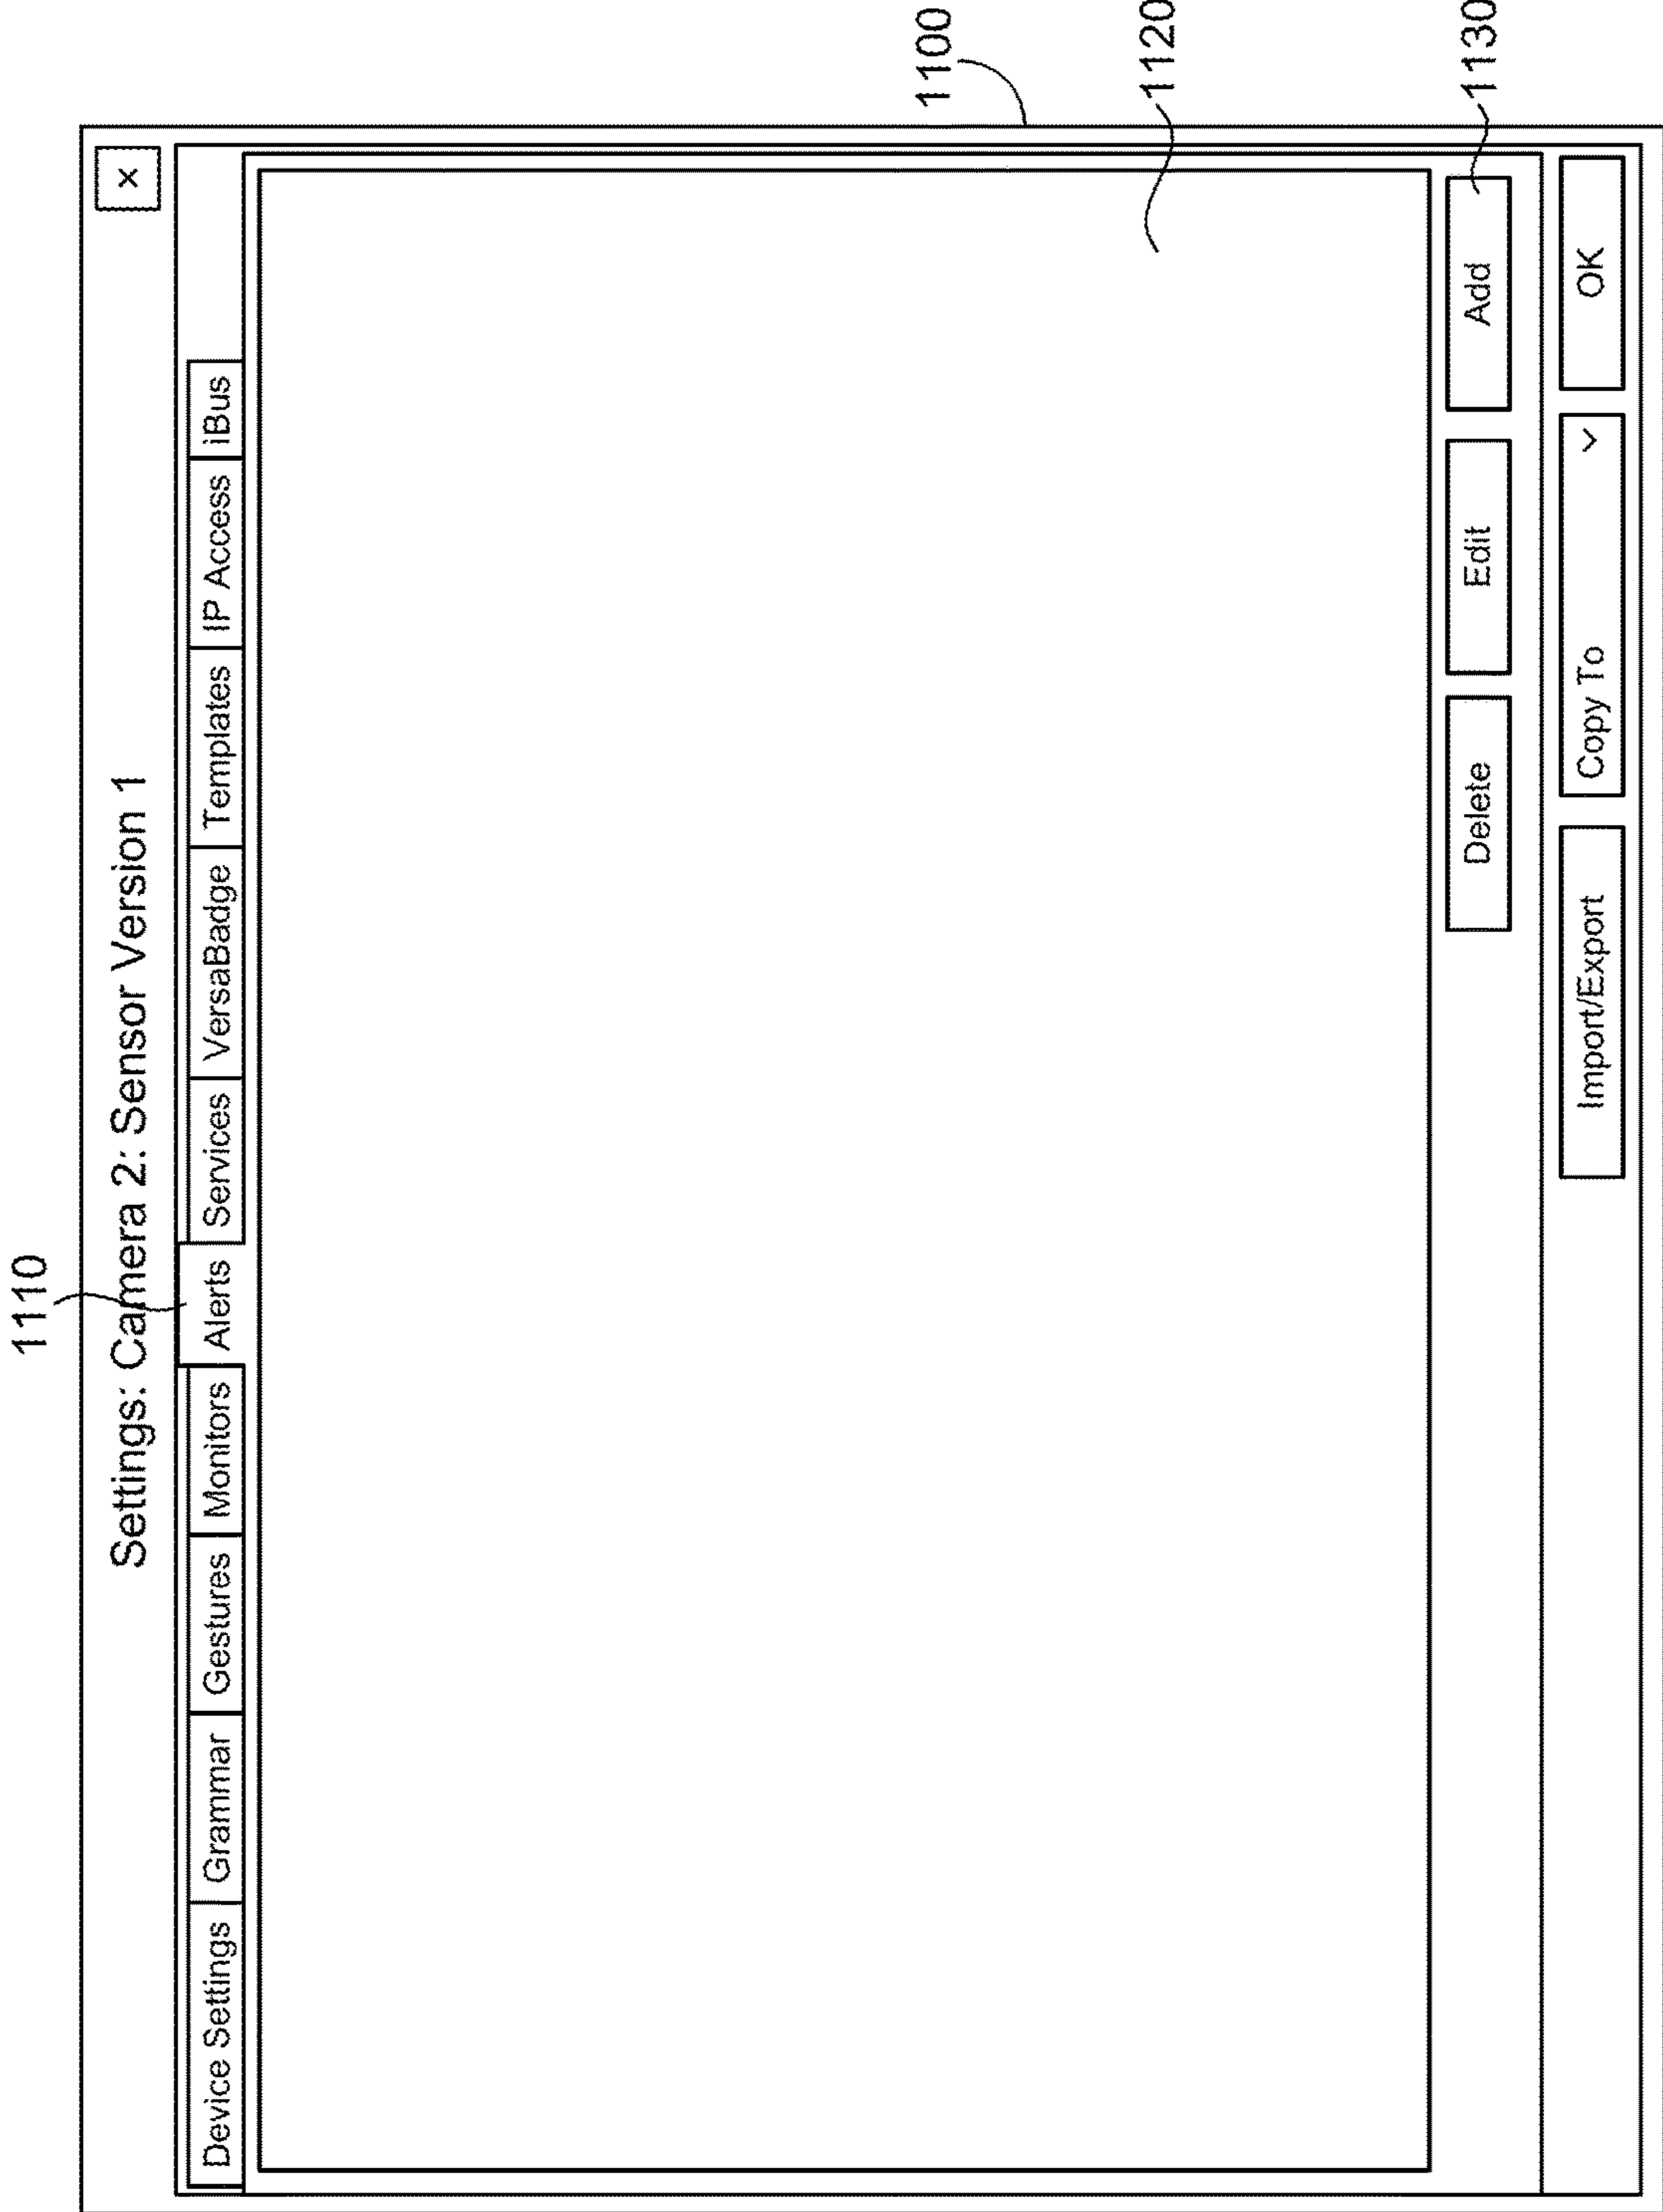 1110
Settings: Camera 2: Sensor Version 1
×
Device Settings Grammar Gestures Monitors Alerts Services VersaBadge Templates IP Access iBus
1100
1120
Delete Edit Add
1130
Import/Export Copy To OK